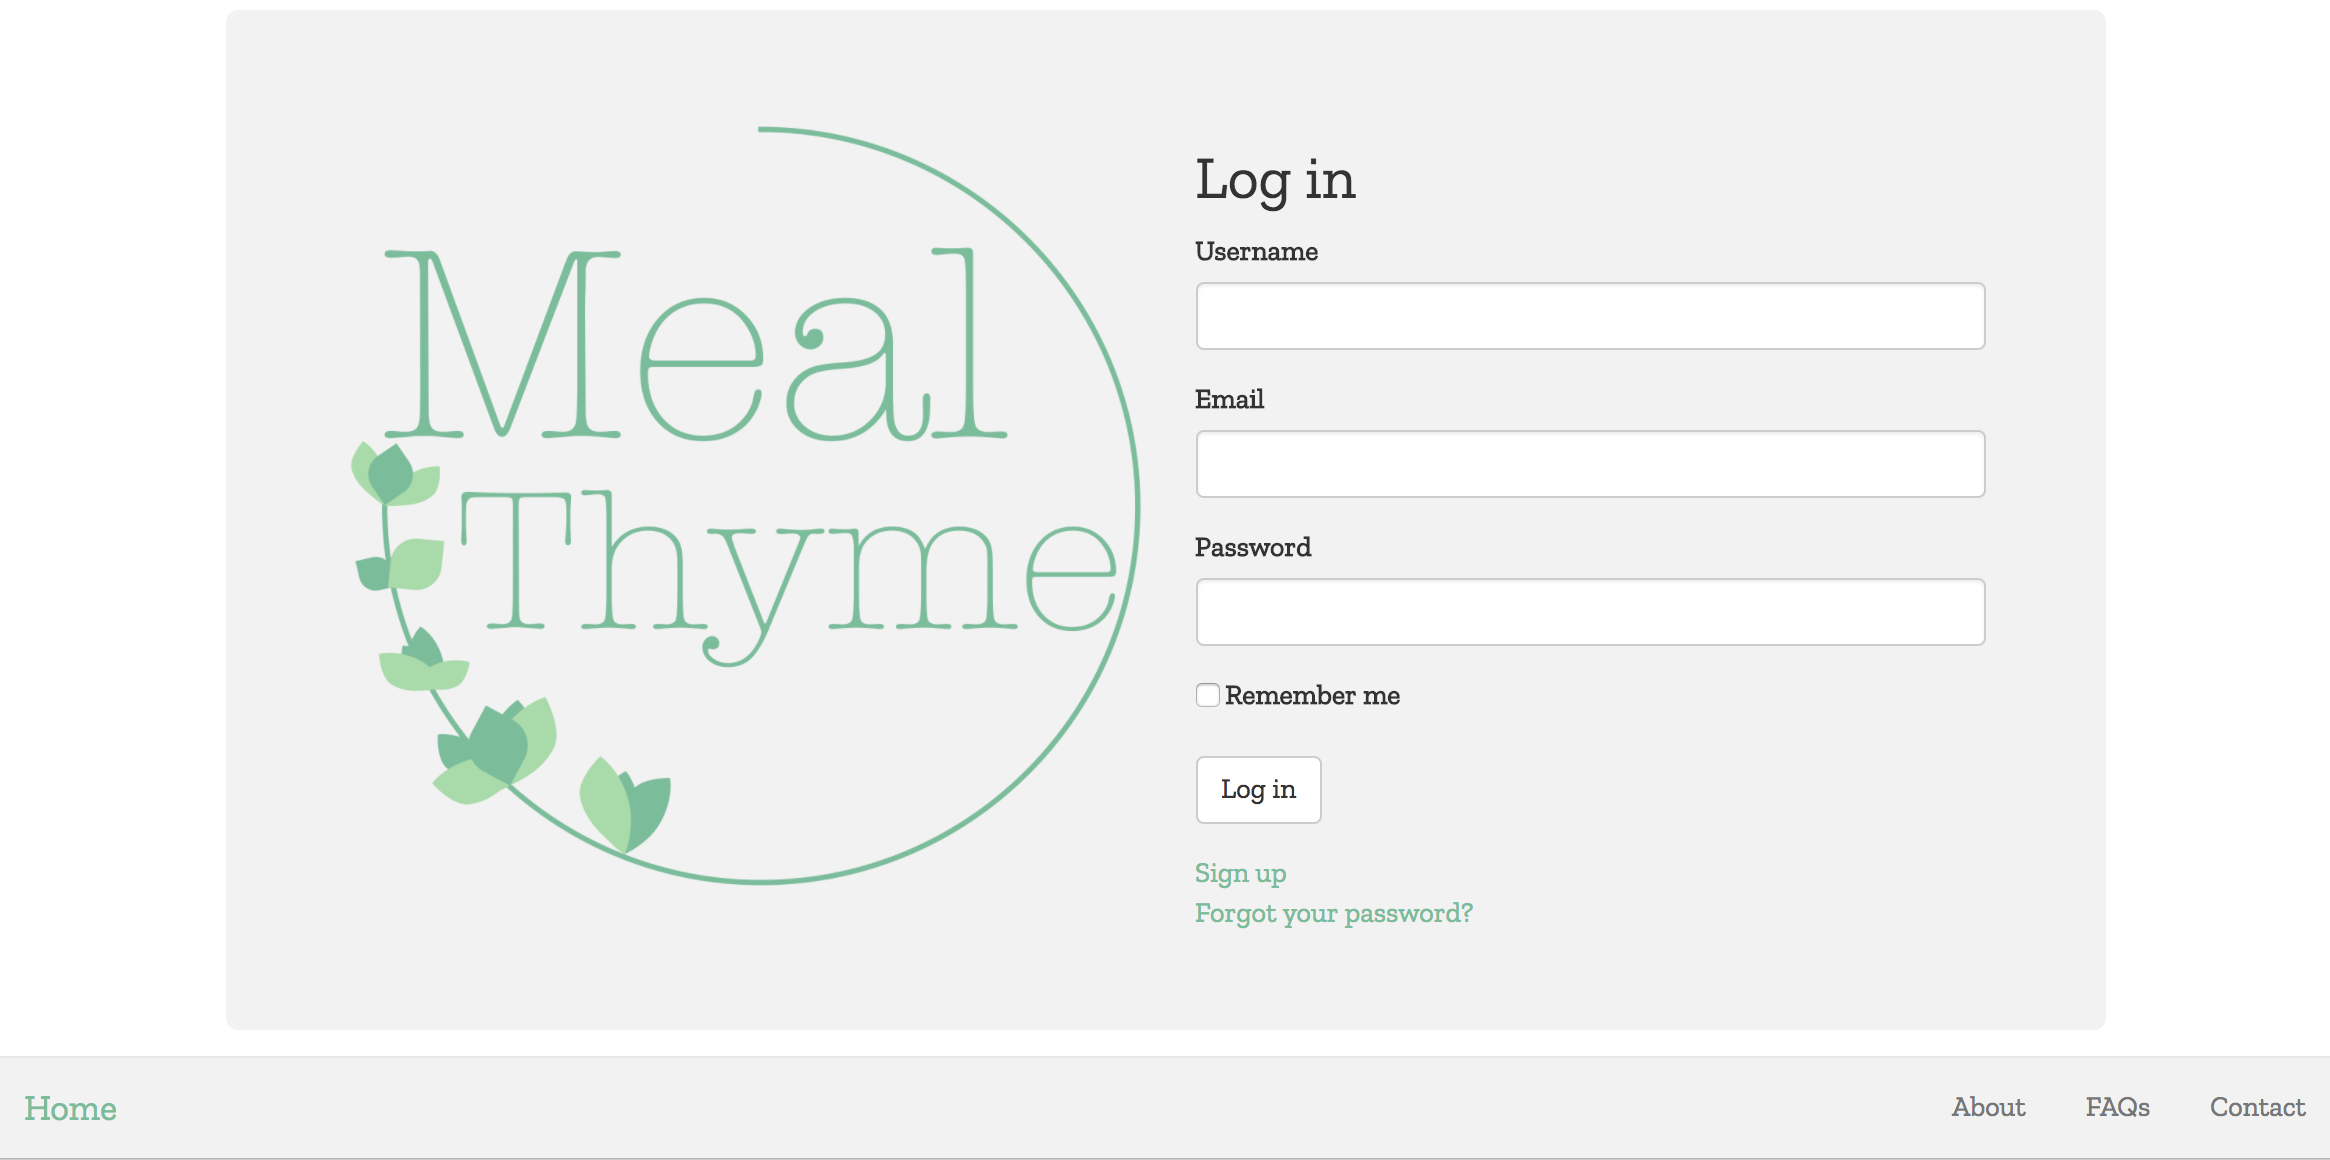 Meal
Thyme
Log in
Username
Email
Password
Remember me
Log in
Sign up
Forgot your password?
Home
About
FAQs
Contact